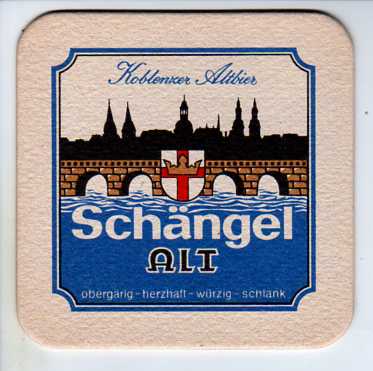 Koblenzer Altbier
Schängel
ALT
obergärig - herzhaft - würzig - schlank